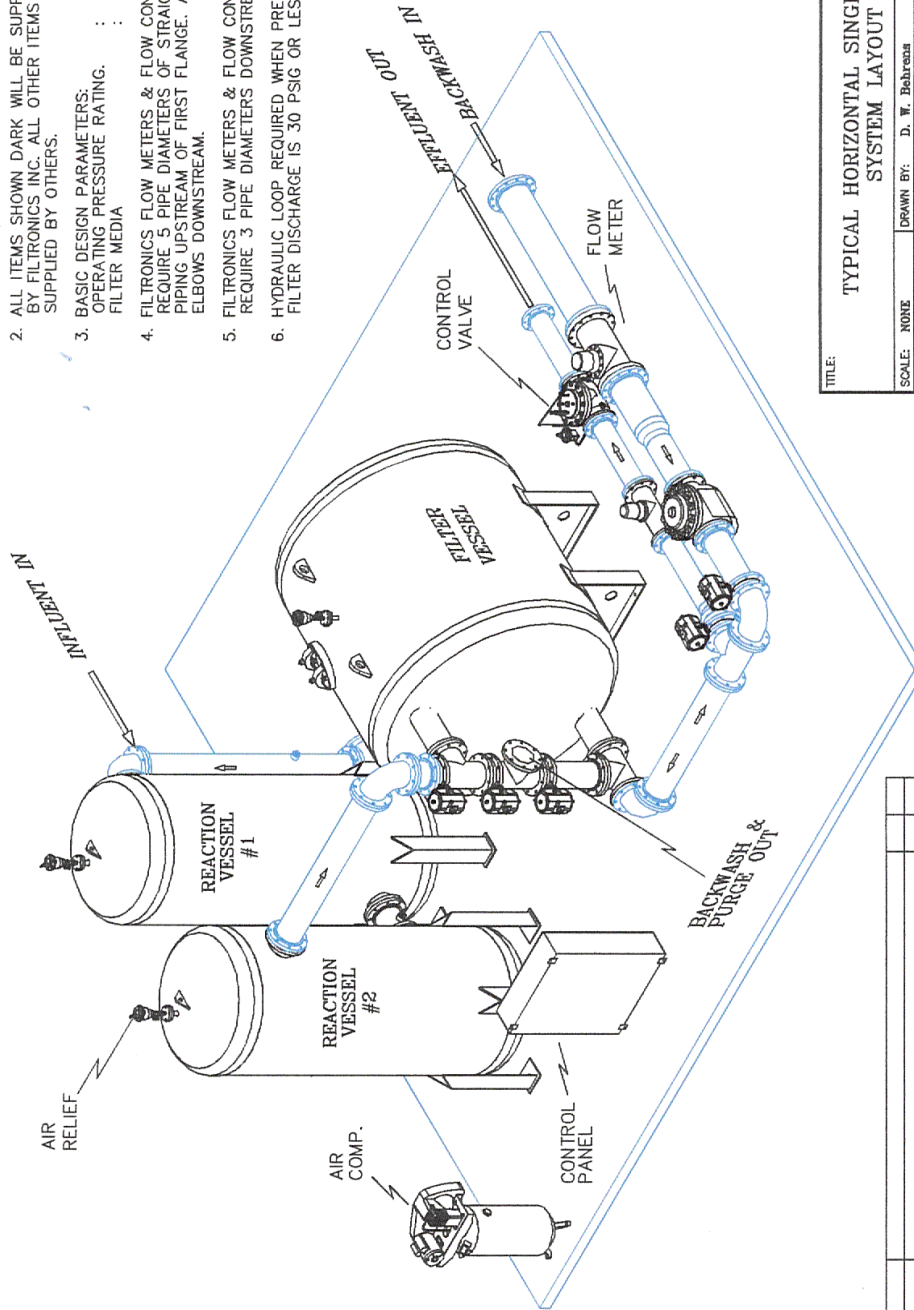 2. ALL ITEMS SHOWN DARK WILL BE SUPP
BY FILTRONICS INC. ALL OTHER ITEMS
SUPPLIED BY OTHERS.
3. BASIC DESIGN PARAMETERS:
OPERATING PRESSURE RATING. :
FILTER MEDIA :
4. FILTRONICS FLOW METERS & FLOW CON
REQUIRE 5 PIPE DIAMETERS OF STRAIG
PIPING UPSTREAM OF FIRST FLANGE. A
ELBOWS DOWNSTREAM.
5. FILTRONICS FLOW METERS & FLOW CON
REQUIRE 3 PIPE DIAMETERS DOWNSTRE
6. HYDRAULIC LOOP REQUIRED WHEN PRE
FILTER DISCHARGE IS 30 PSIG OR LES
INFLUENT IN
AIR
RELIEF
REACTION
VESSEL
#1
REACTION
VESSEL
#2
FILTER
VESSEL
EFFLUENT OUT
BACKWASH IN
CONTROL
VALVE
FLOW
METER
AIR
COMP.
CONTROL
PANEL
BACKWASH &
PURGE OUT
TITLE:
TYPICAL HORIZONTAL SING
SYSTEM LAYOUT
SCALE: NONE
DRAWN BY: D. W. Behrens